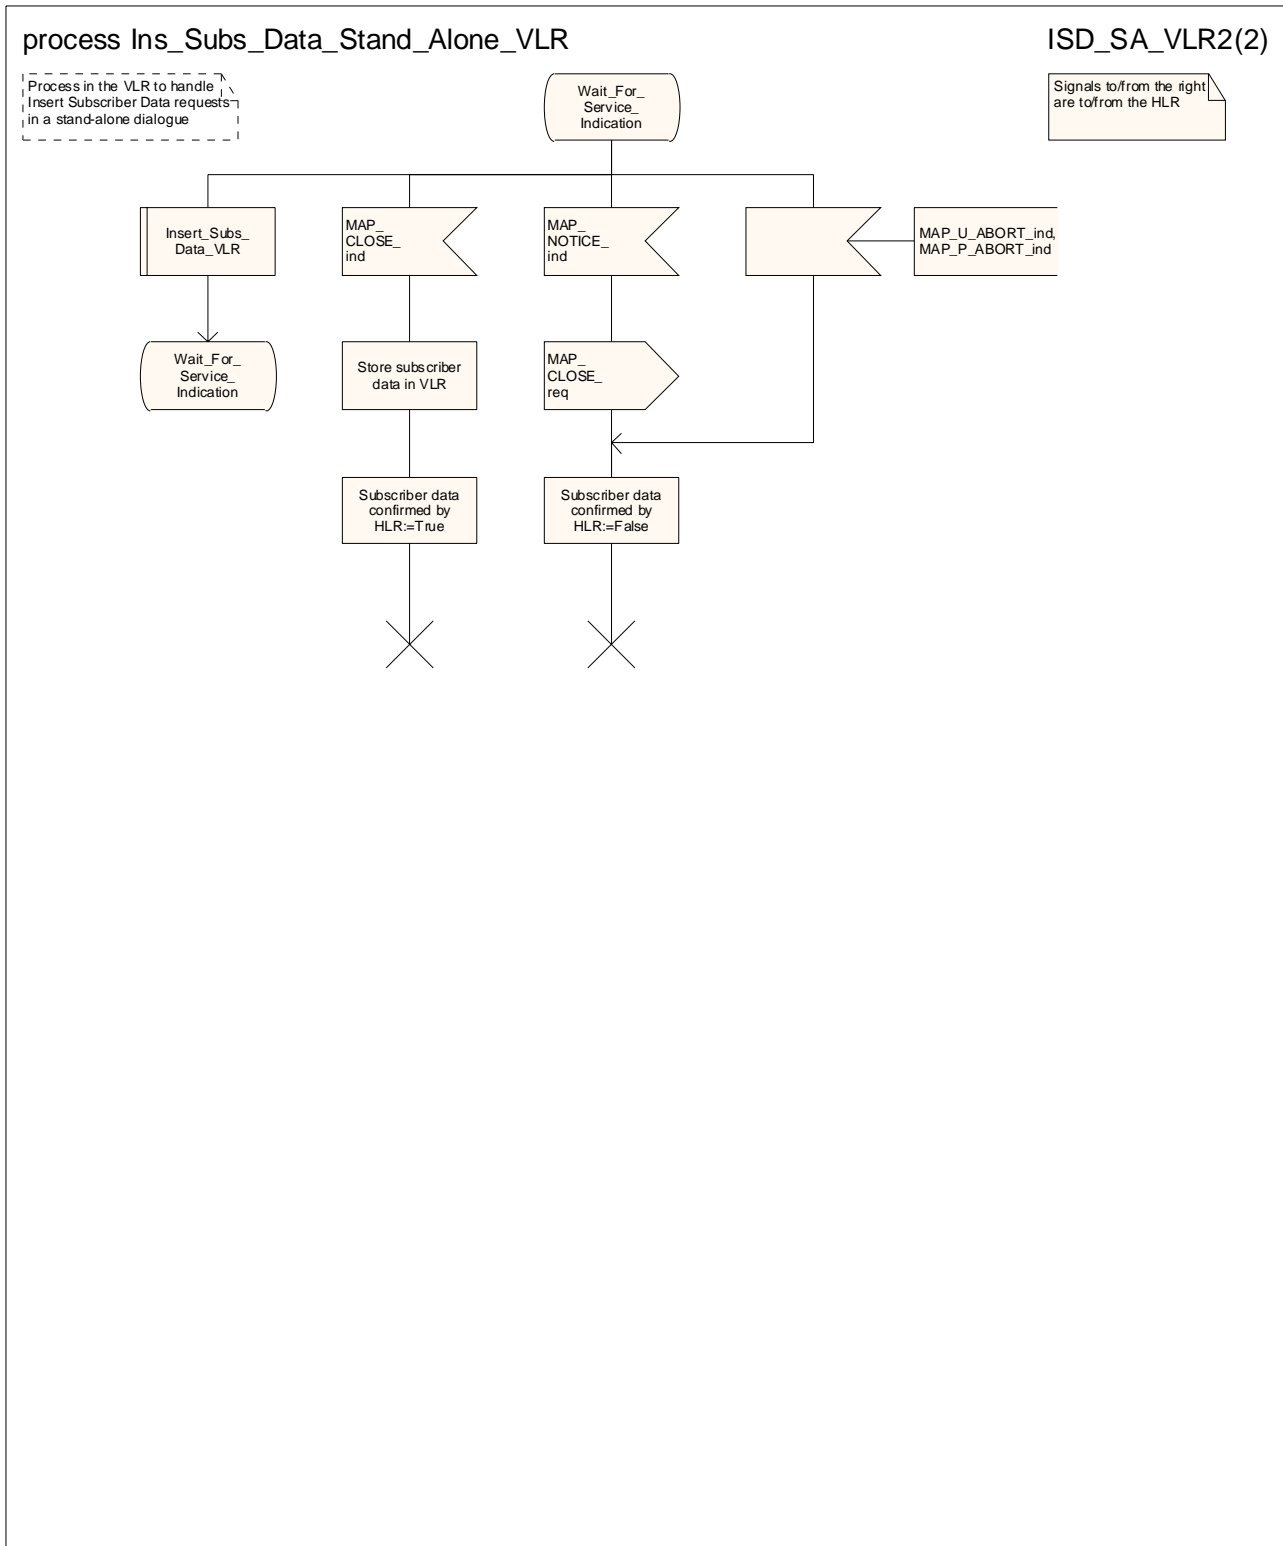 process Ins_Subs_Data_Stand_Alone_VLR
ISD_SA_VLR2(2)
Process in the VLR to handle
Insert Subscriber Data requests
in a stand-alone dialogue
Wait_For_
Service_
Indication
Signals to/from the right
are to/from the HLR
Insert_Subs_
Data_VLR
MAP_
CLOSE_
ind
MAP_
NOTICE_
ind
MAP_U_ABORT_ind,
MAP_P_ABORT_ind
Wait_For_
Service_
Indication
Store subscriber
data in VLR
MAP_
CLOSE_
req
Subscriber data
confirmed by
HLR:=True
Subscriber data
confirmed by
HLR:=False